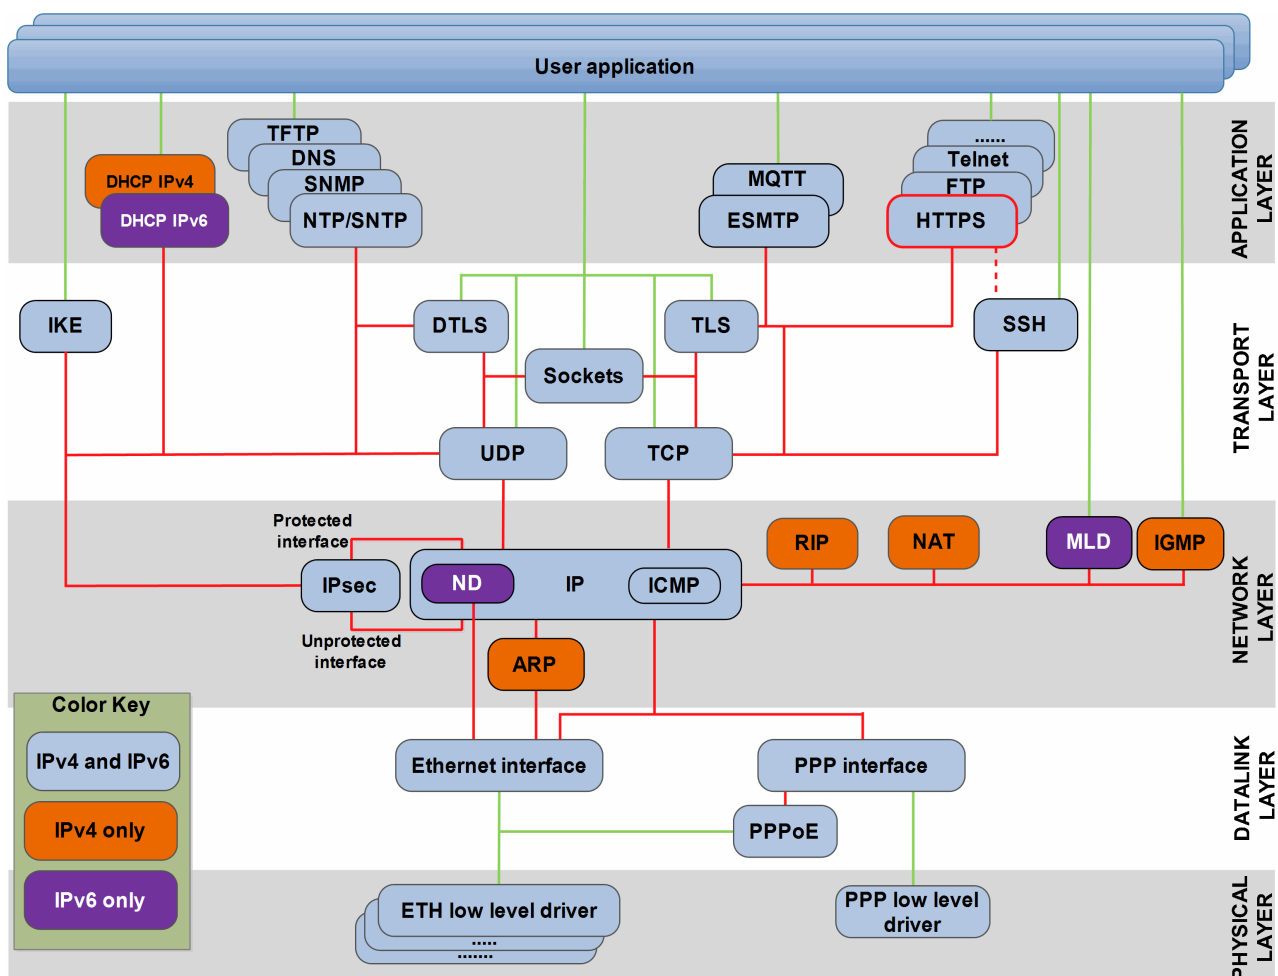 User application
TFTP
DNS
SNMP
NTP/SNTP
DHCP IPv4
DHCP IPv6
MQTT
ESMTP
......
Telnet
FTP
HTTPS
APPLICATION
LAYER
IKE
DTLS
TLS
SSH
Sockets
UDP
TCP
TRANSPORT
LAYER
Protected
interface
IPsec
ND
IP
ICMP
RIP
NAT
MLD
IGMP
Unprotected
interface
ARP
NETWORK
LAYER
Color Key
IPv4 and IPv6
IPv4 only
IPv6 only
Ethernet interface
PPP interface
PPPoE
DATALINK
LAYER
ETH low level driver
.....
.......
PPP low level
driver
PHYSICAL
LAYER